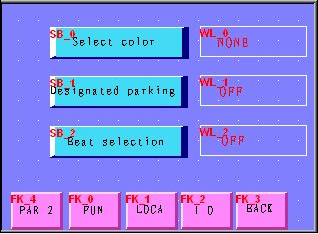 SB_0 WL_0
Select color NONE
SB_1 WL_1
Designated parking OFF
SB_2 WL_2
Beat selection OFF
FK_4 FK_0 FK_1 FK_2 FK_3
PAR 2 PUN LOCA I O BACK